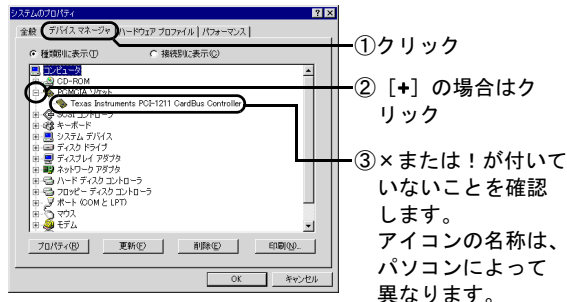 システムのプロパティ
全般 デバイス マネージャ ハードウェア プロファイル パフォーマンス
種類別に表示(T) 接続別に表示(C)
コンピュータ
CD-ROM
PCMCIA ソケット
Texas Instruments PCI-1211 CardBus Controller
SCSI コントローラ
キーボード
システム デバイス
ディスク ドライブ
ディスプレイ アダプタ
ネットワーク アダプタ
ハード ディスク コントローラ
フロッピー ディスク コントローラ
ポート (COM と LPT)
マウス
モデム
プロパティ(R) 更新(F) 削除(E) 印刷(N)...
OK キャンセル
①クリック
②［+］の場合はク
リック
③×または！が付いて
いないことを確認
します。
アイコンの名称は、
パソコンによって
異なります。